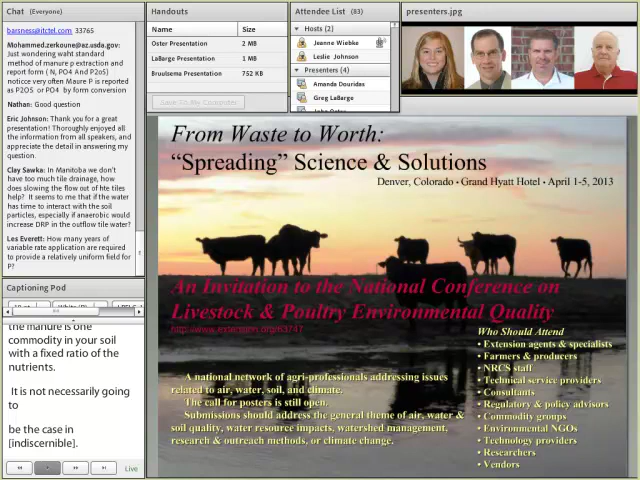 Chat (Everyone)
barsness@itctel.com 33765
Mohammed.zerkoune@az.usda.gov:
Just wondering waht standard
method of manure p extraction and
report form ( N, PO4 And P2o5)
notiice very often Maure P is reported
as P2O5 or PO4 by form conversion
Nathan: Good question
Eric Johnson: Thank you for a great
presentation! Thoroughly enjoyed all
the information from all speakers, and
appreciate the detail in answering my
question.
Clay Sawka: In Manitoba we don't
have too much tile drainage, how
does slowing the flow out of hte tiles
help? It seems to me that if the water
has time to interact with the soil
particles, especially if anaerobic would
increase DRP in the outflow tile water?
Les Everett: How many years of
variable rate application are required
to provide a relatively uniform field for
P?
Captioning Pod
the manure is one
commodity in your soil
with a fixed ratio of the
nutrients.
It is not necessarily going
to
be the case in
[indiscernible].
Live
Handouts
Name Size
Oster Presentation 2 MB
LaBarge Presentation 1 MB
Bruulsema Presentation 752 KB
Save To My Computer
Attendee List (83)
Hosts (2)
Jeanne Wiebke
Leslie Johnson
Presenters (4)
Amanda Douridas
Greg LaBarge
presenters.jpg
From Waste to Worth:
“Spreading” Science & Solutions
Denver, Colorado • Grand Hyatt Hotel • April 1-5, 2013
An Invitation to the National Conference on
Livestock & Poultry Environmental Quality
http://www.extension.org/63747
A national network of agri-professionals addressing issues
related to air, water, soil, and climate.
The call for posters is still open.
Submissions should address the general theme of air, water &
soil quality, water resource impacts, watershed management,
research & outreach methods, or climate change.
Who Should Attend
• Extension agents & specialists
• Farmers & producers
• NRCS staff
• Technical service providers
• Consultants
• Regulatory & policy advisors
• Commodity groups
• Environmental NGOs
• Technology providers
• Researchers
• Vendors